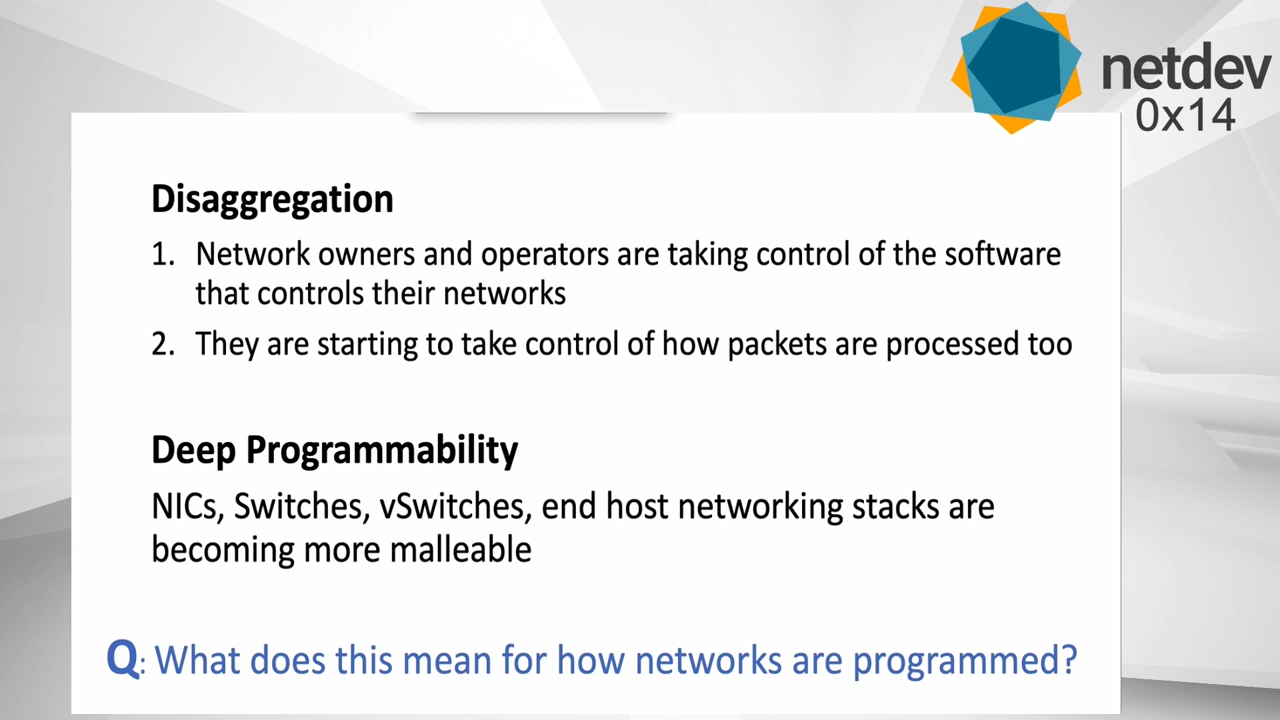 netdev
0x14
Disaggregation
1. Network owners and operators are taking control of the software
that controls their networks
2. They are starting to take control of how packets are processed too
Deep Programmability
NICs, Switches, vSwitches, end host networking stacks are
becoming more malleable
Q: What does this mean for how networks are programmed?